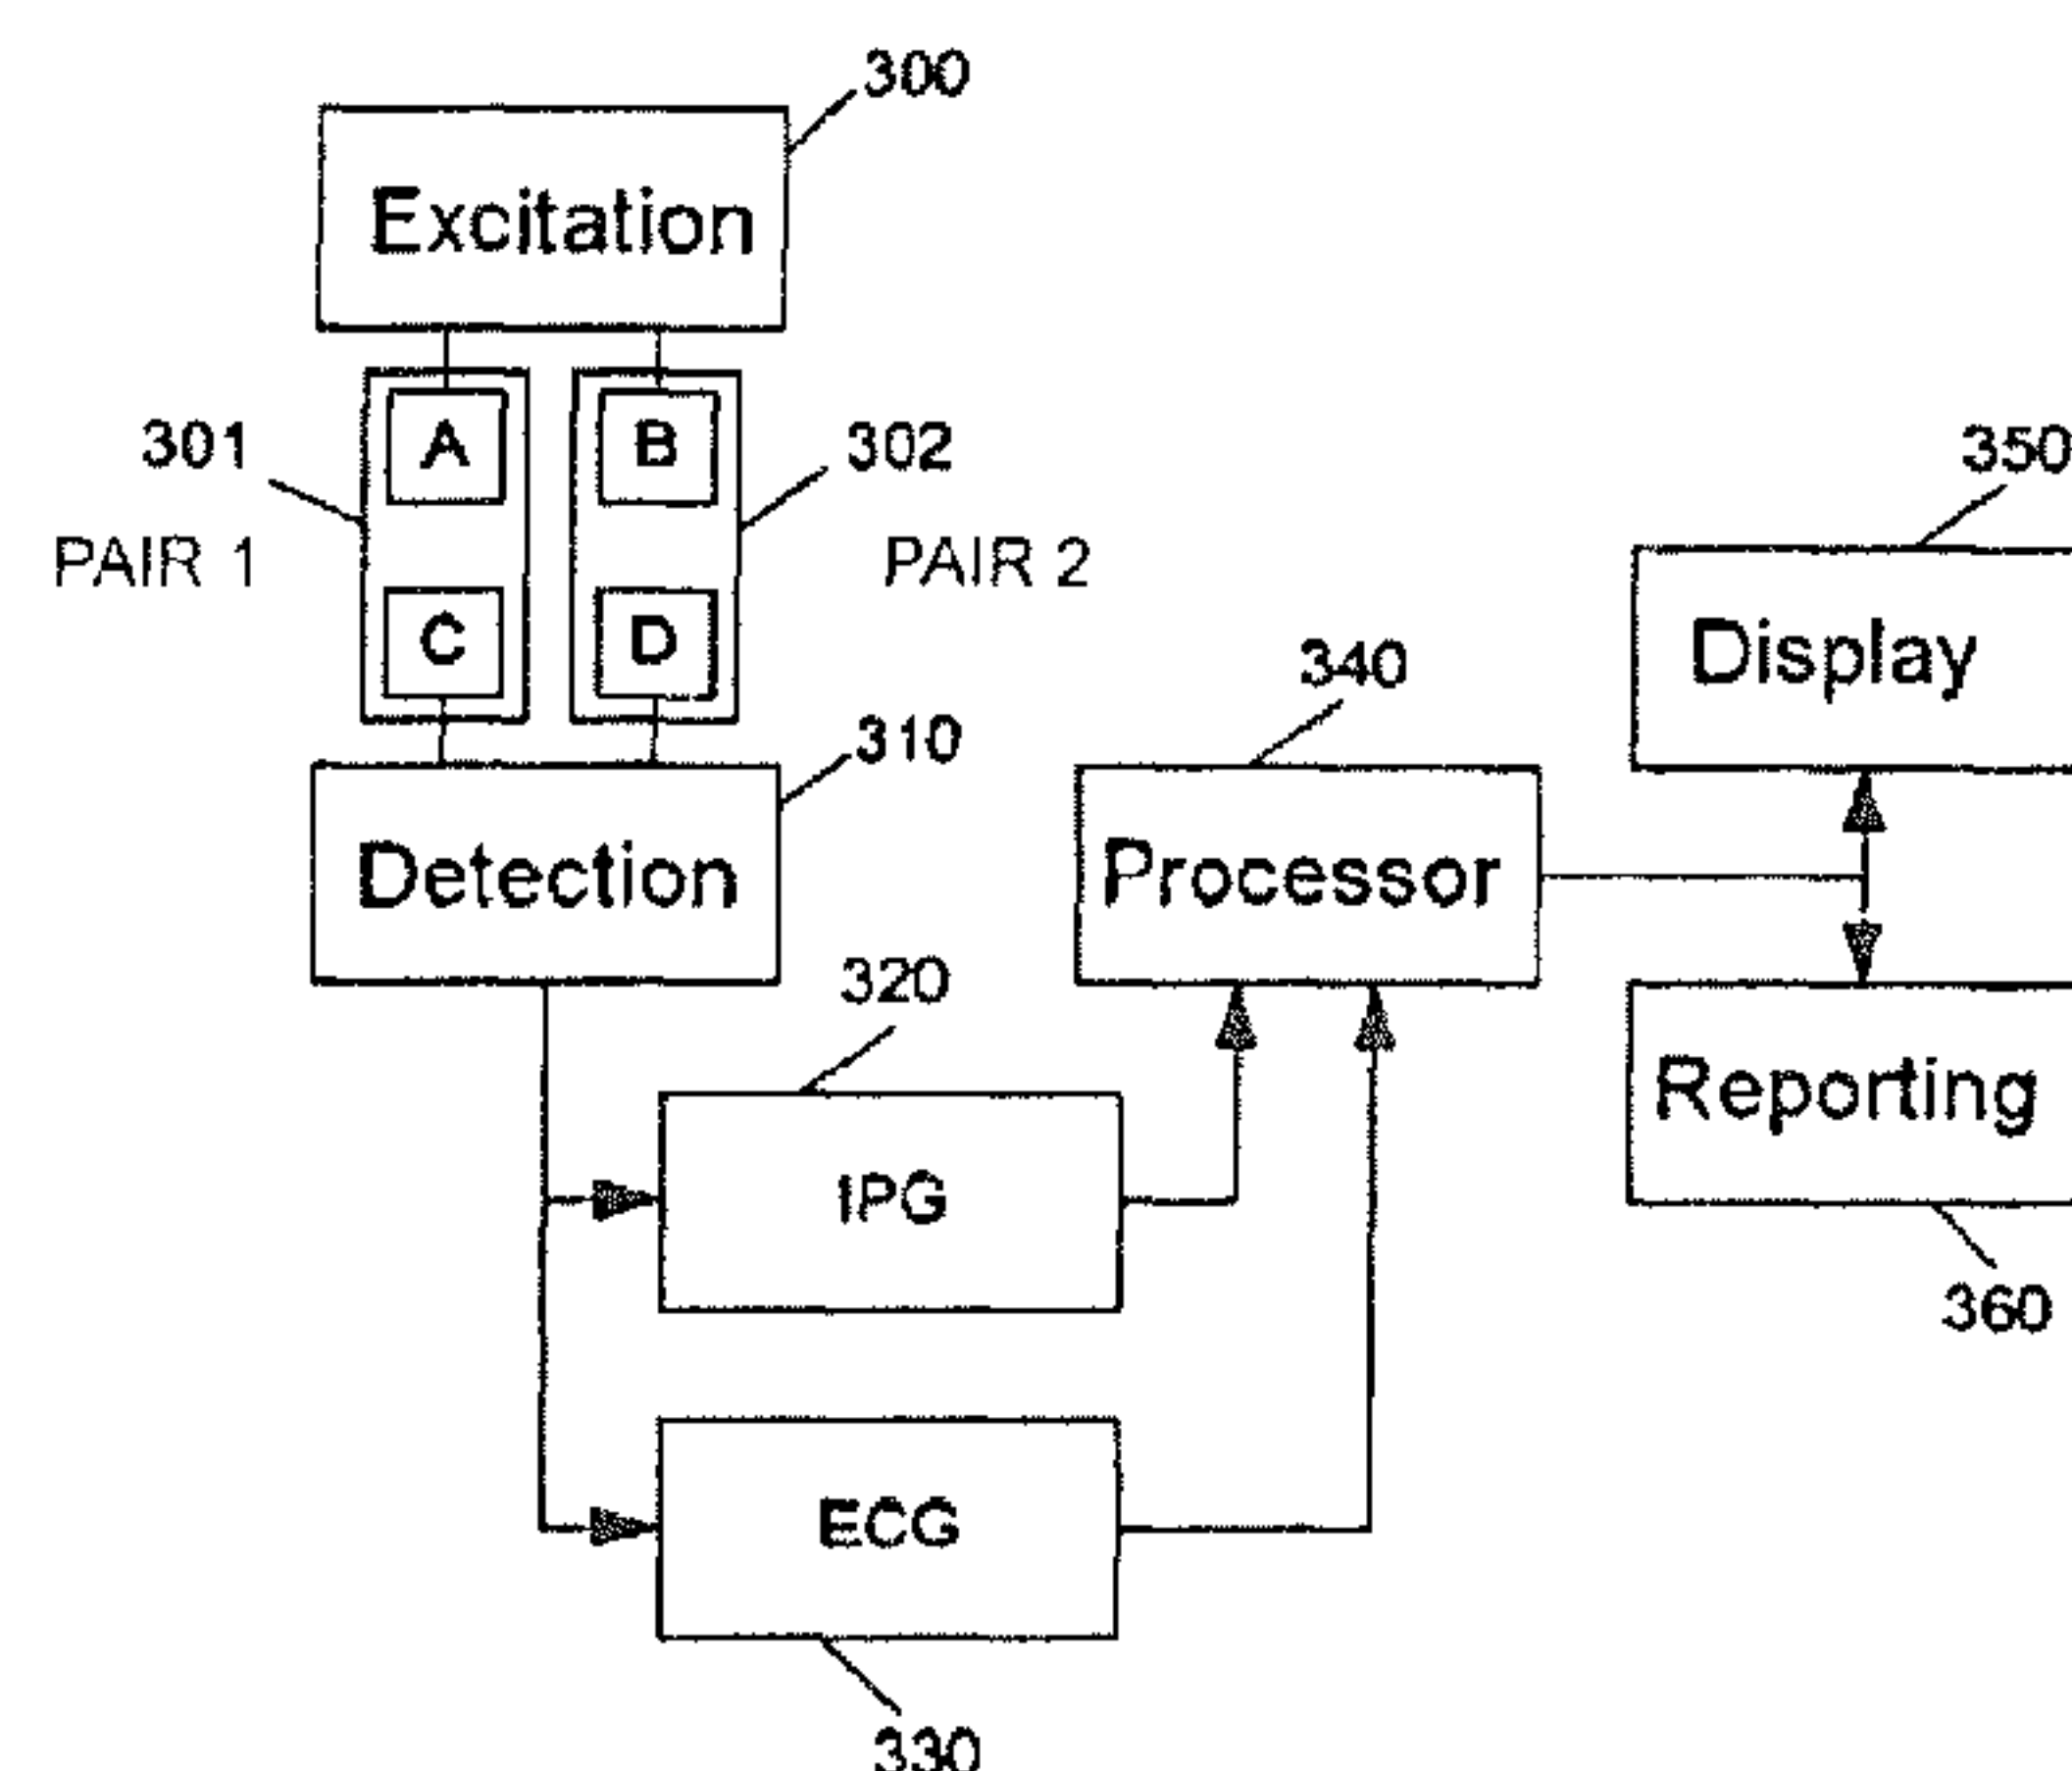 300
Excitation
301
A
B
302
350
PAIR 1
PAIR 2
C
D
340
Display
310
Detection
Processor
320
Reporting
IPG
360
ECG
330